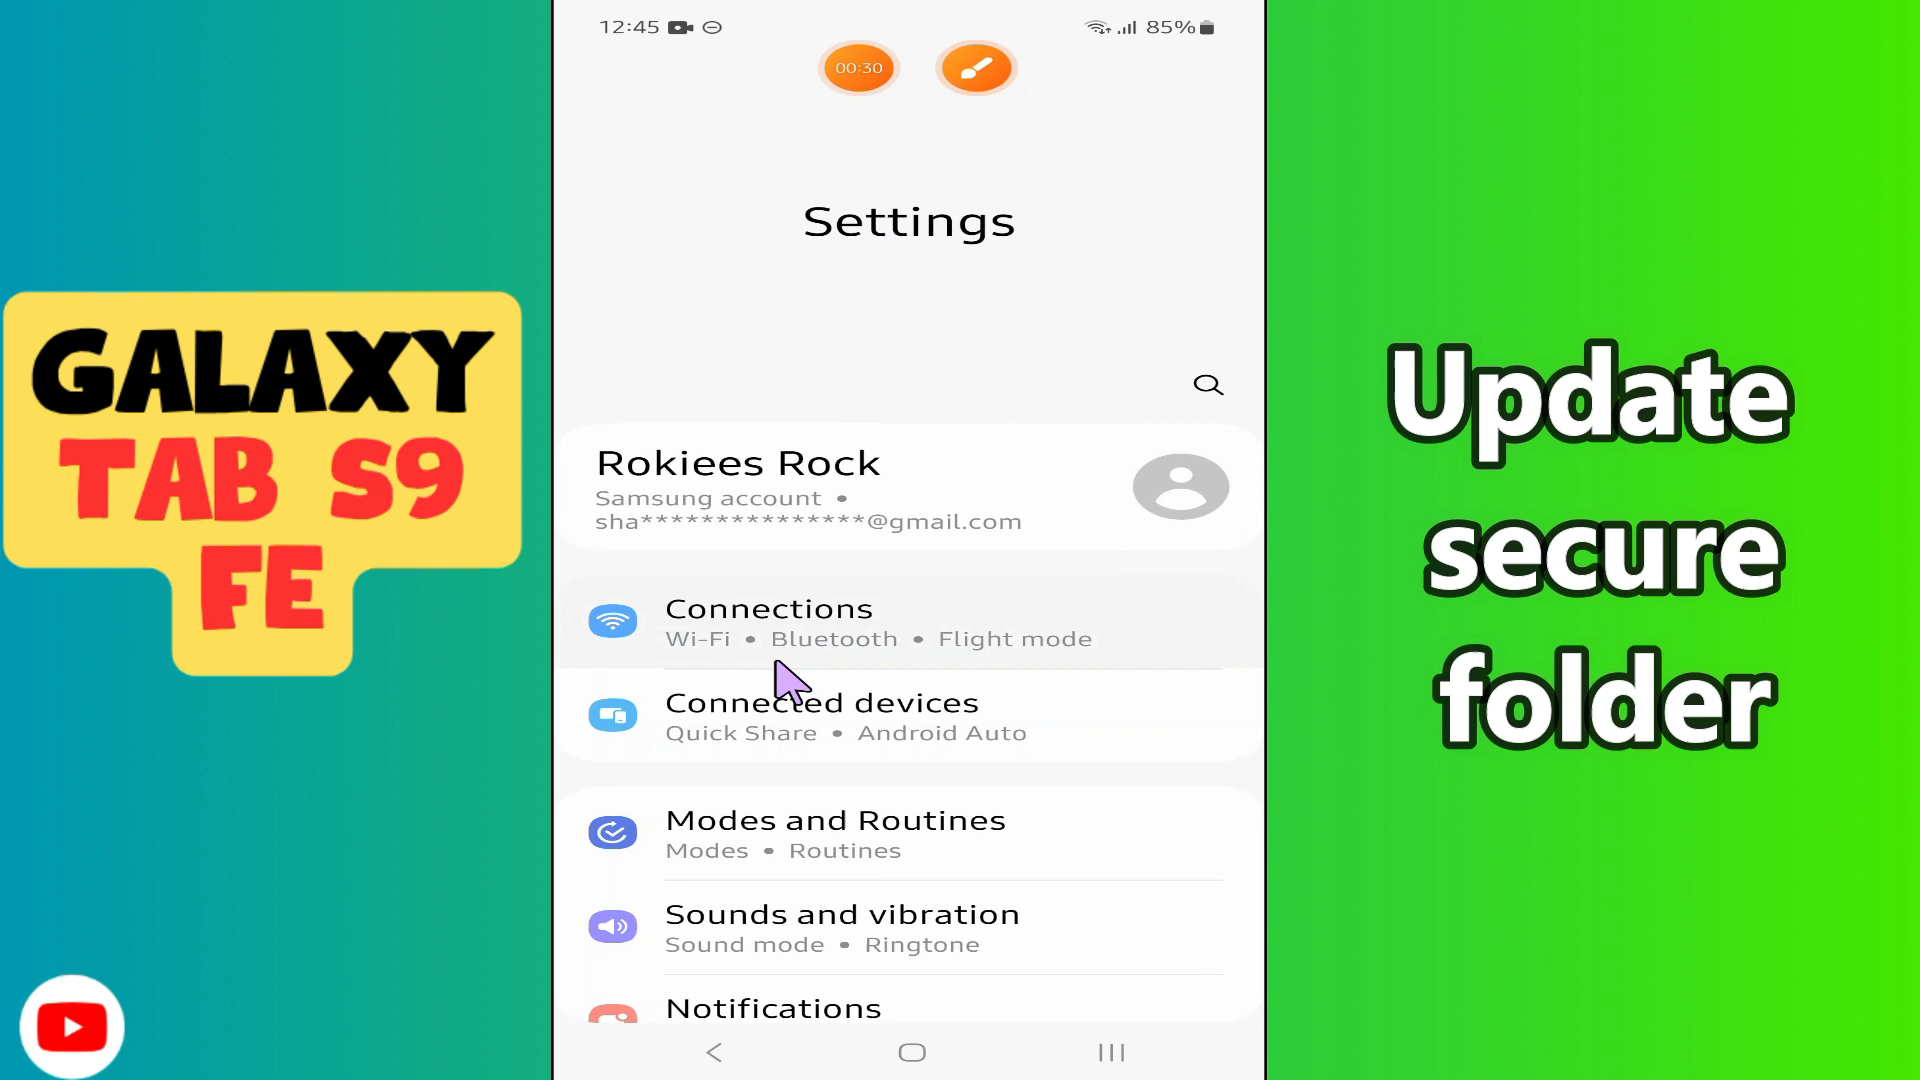 12:45
85%
00:30
Settings
GALAXY
TAB S9
FE
Rokiees Rock
Samsung account •
sha***************@gmail.com
Connections
Wi-Fi • Bluetooth • Flight mode
Connected devices
Quick Share • Android Auto
Modes and Routines
Modes • Routines
Sounds and vibration
Sound mode • Ringtone
Notifications
Update
secure
folder